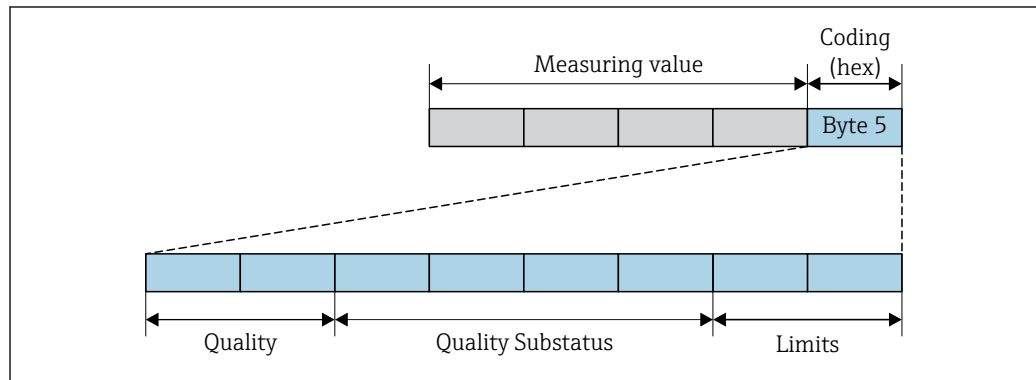 Coding
(hex)
Measuring value
Byte 5
Quality
Quality Substatus
Limits